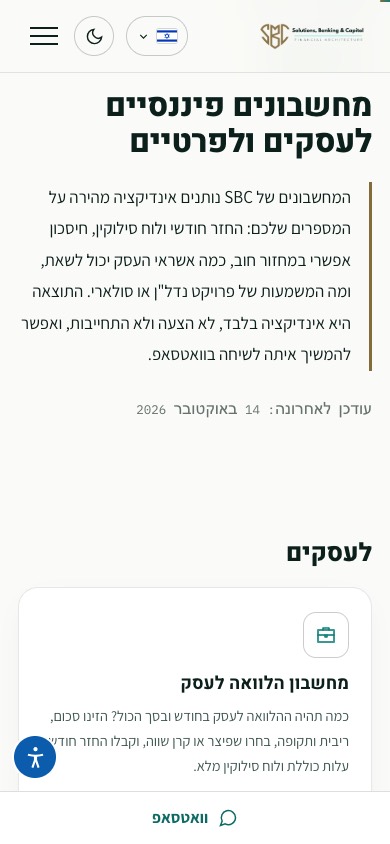 SBC Solutions, Banking & Capital
FINANCIAL ARCHITECTURE
מחשבונים פיננסיים
לעסקים ולפרטיים
המחשבונים של SBC נותנים אינדיקציה מהירה על
המספרים שלכם: החזר חודשי ולוח סילוקין, חיסכון
אפשרי במחזור חוב, כמה אשראי העסק יכול לשאת,
ומה המשמעות של פרויקט נדל"ן או סולארי. התוצאה
היא אינדיקציה בלבד, לא הצעה ולא התחייבות, ואפשר
להמשיך איתה לשיחה בוואטסאפ.
עודכן לאחרונה: 14 באוקטובר 2026
לעסקים
מחשבון הלוואה לעסק
כמה תהיה ההלוואה לעסק בחודש ובסך הכול? הזינו סכום,
ריבית ותקופה, בחרו שפיצר או קרן שווה, וקבלו החזר חודשי,
עלות כוללת ולוח סילוקין מלא.
וואטסאפ